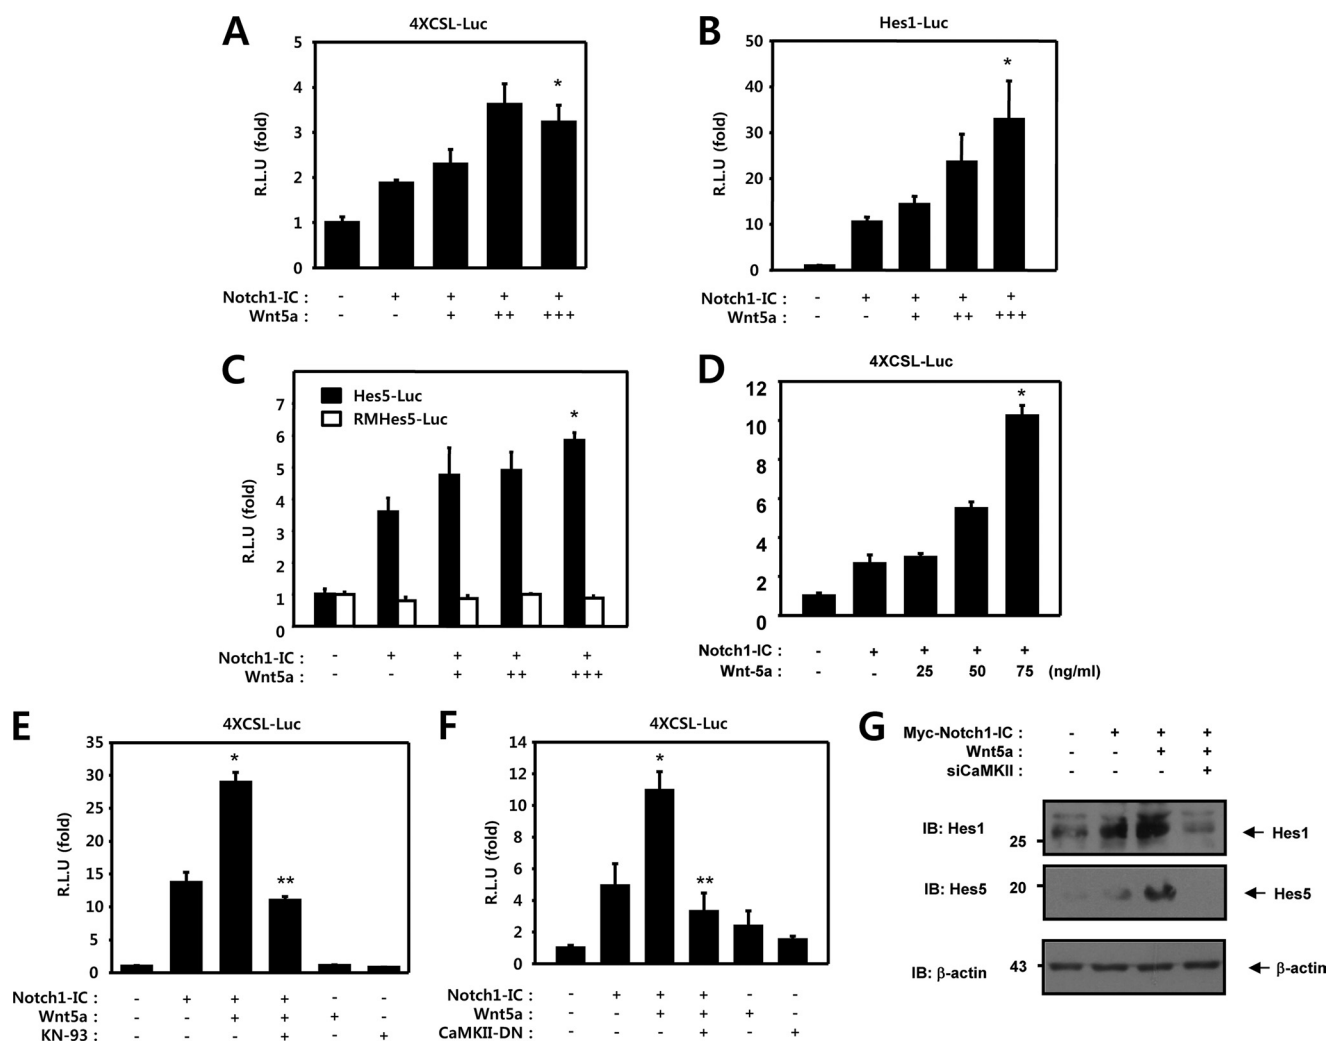 A
4XCSL-Luc
R.L.U (fold)
5
4
3
2
1
0
*
Notch1-IC : - + + + +
Wnt5a : - - + ++ +++
B
Hes1-Luc
R.L.U (fold)
50
40
30
20
10
0
*
Notch1-IC : - + + + +
Wnt5a : - - + ++ +++
C
R.L.U (fold)
7
6
5
4
3
2
1
0
Hes5-Luc
RMHes5-Luc
*
Notch1-IC : - + + + +
Wnt5a : - - + ++ +++
D
4XCSL-Luc
R.L.U (fold)
12
10
8
6
4
2
0
*
Notch1-IC : - + + + +
Wnt-5a : - - 25 50 75 (ng/ml)
E
4XCSL-Luc
R.L.U (fold)
35
30
25
20
15
10
5
0
*
**
Notch1-IC : - + + + - -
Wnt5a : - - + + + -
KN-93 : - - - + - +
F
4XCSL-Luc
R.L.U (fold)
14
12
10
8
6
4
2
0
*
**
Notch1-IC : - + + + - -
Wnt5a : - - + + + -
CaMKII-DN : - - - + - +
G
Myc-Notch1-IC : - + + +
Wnt5a : - - + +
siCaMKII : - - - +
IB: Hes1
25
Hes1
IB: Hes5
20
Hes5
IB: β-actin
43
β-actin